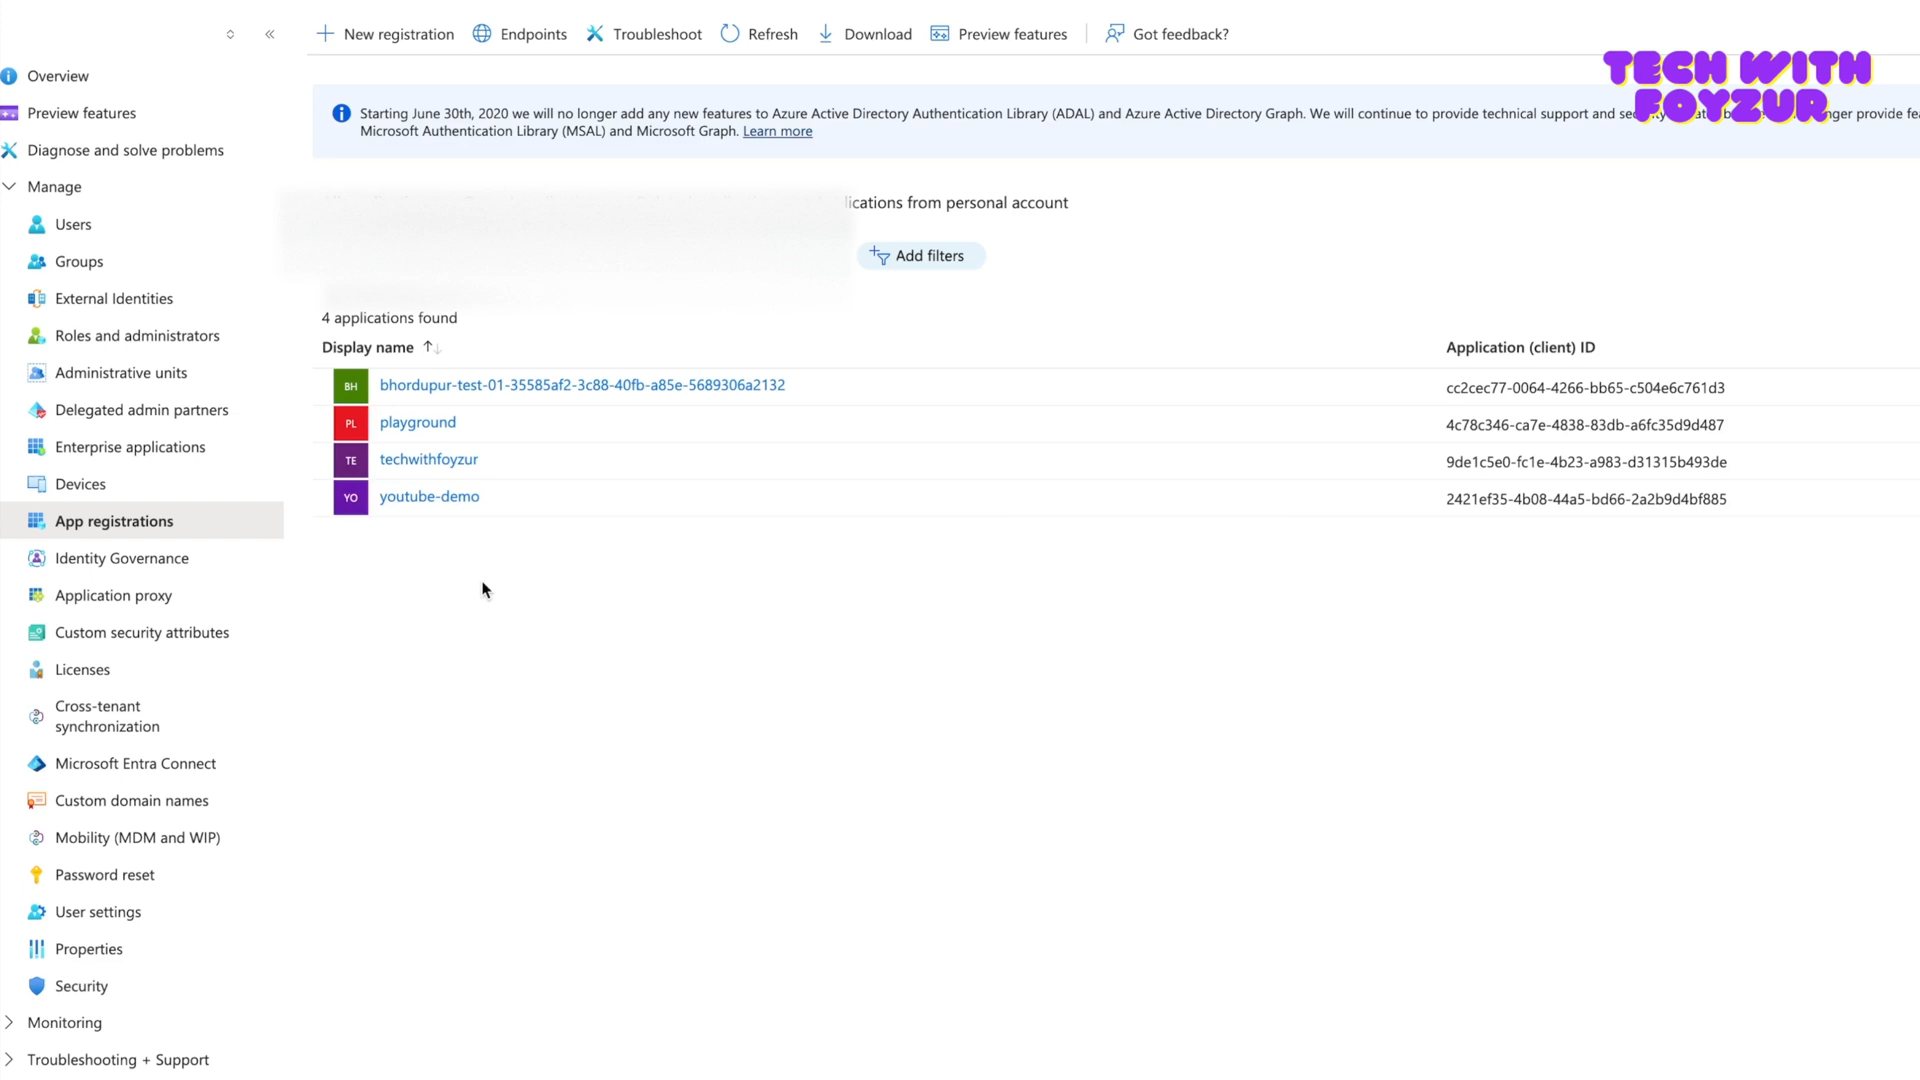 New registration Endpoints Troubleshoot Refresh Download Preview features Got feedback?
TECH WITH
FOYZUR
Starting June 30th, 2020 we will no longer add any new features to Azure Active Directory Authentication Library (ADAL) and Azure Active Directory Graph. We will continue to provide technical support and provide
Microsoft Authentication Library (MSAL) and Microsoft Graph. Learn more
Overview
Preview features
Diagnose and solve problems
Manage
Users
Groups
External Identities
Roles and administrators
Administrative units
Delegated admin partners
Enterprise applications
Devices
App registrations
Identity Governance
Application proxy
Custom security attributes
Licenses
Cross-tenant
synchronization
Microsoft Entra Connect
Custom domain names
Mobility (MDM and WIP)
Password reset
User settings
Properties
Security
Monitoring
Troubleshooting + Support
from personal account
Add filters
4 applications found
Display name Application (client) ID
BH bhordupur-test-01-35585af2-3c88-40fb-a85e-5689306a2132 cc2cec77-0064-4266-bb65-c504e6c761d3
PL playground 4c78c346-ca7e-4838-83db-a6fc35d9d487
TE techwithfoyzur 9de1c5e0-fc1e-4b23-a983-d31315b493de
YO youtube-demo 2421ef35-4b08-44a5-bd66-2a2b9d4bf885